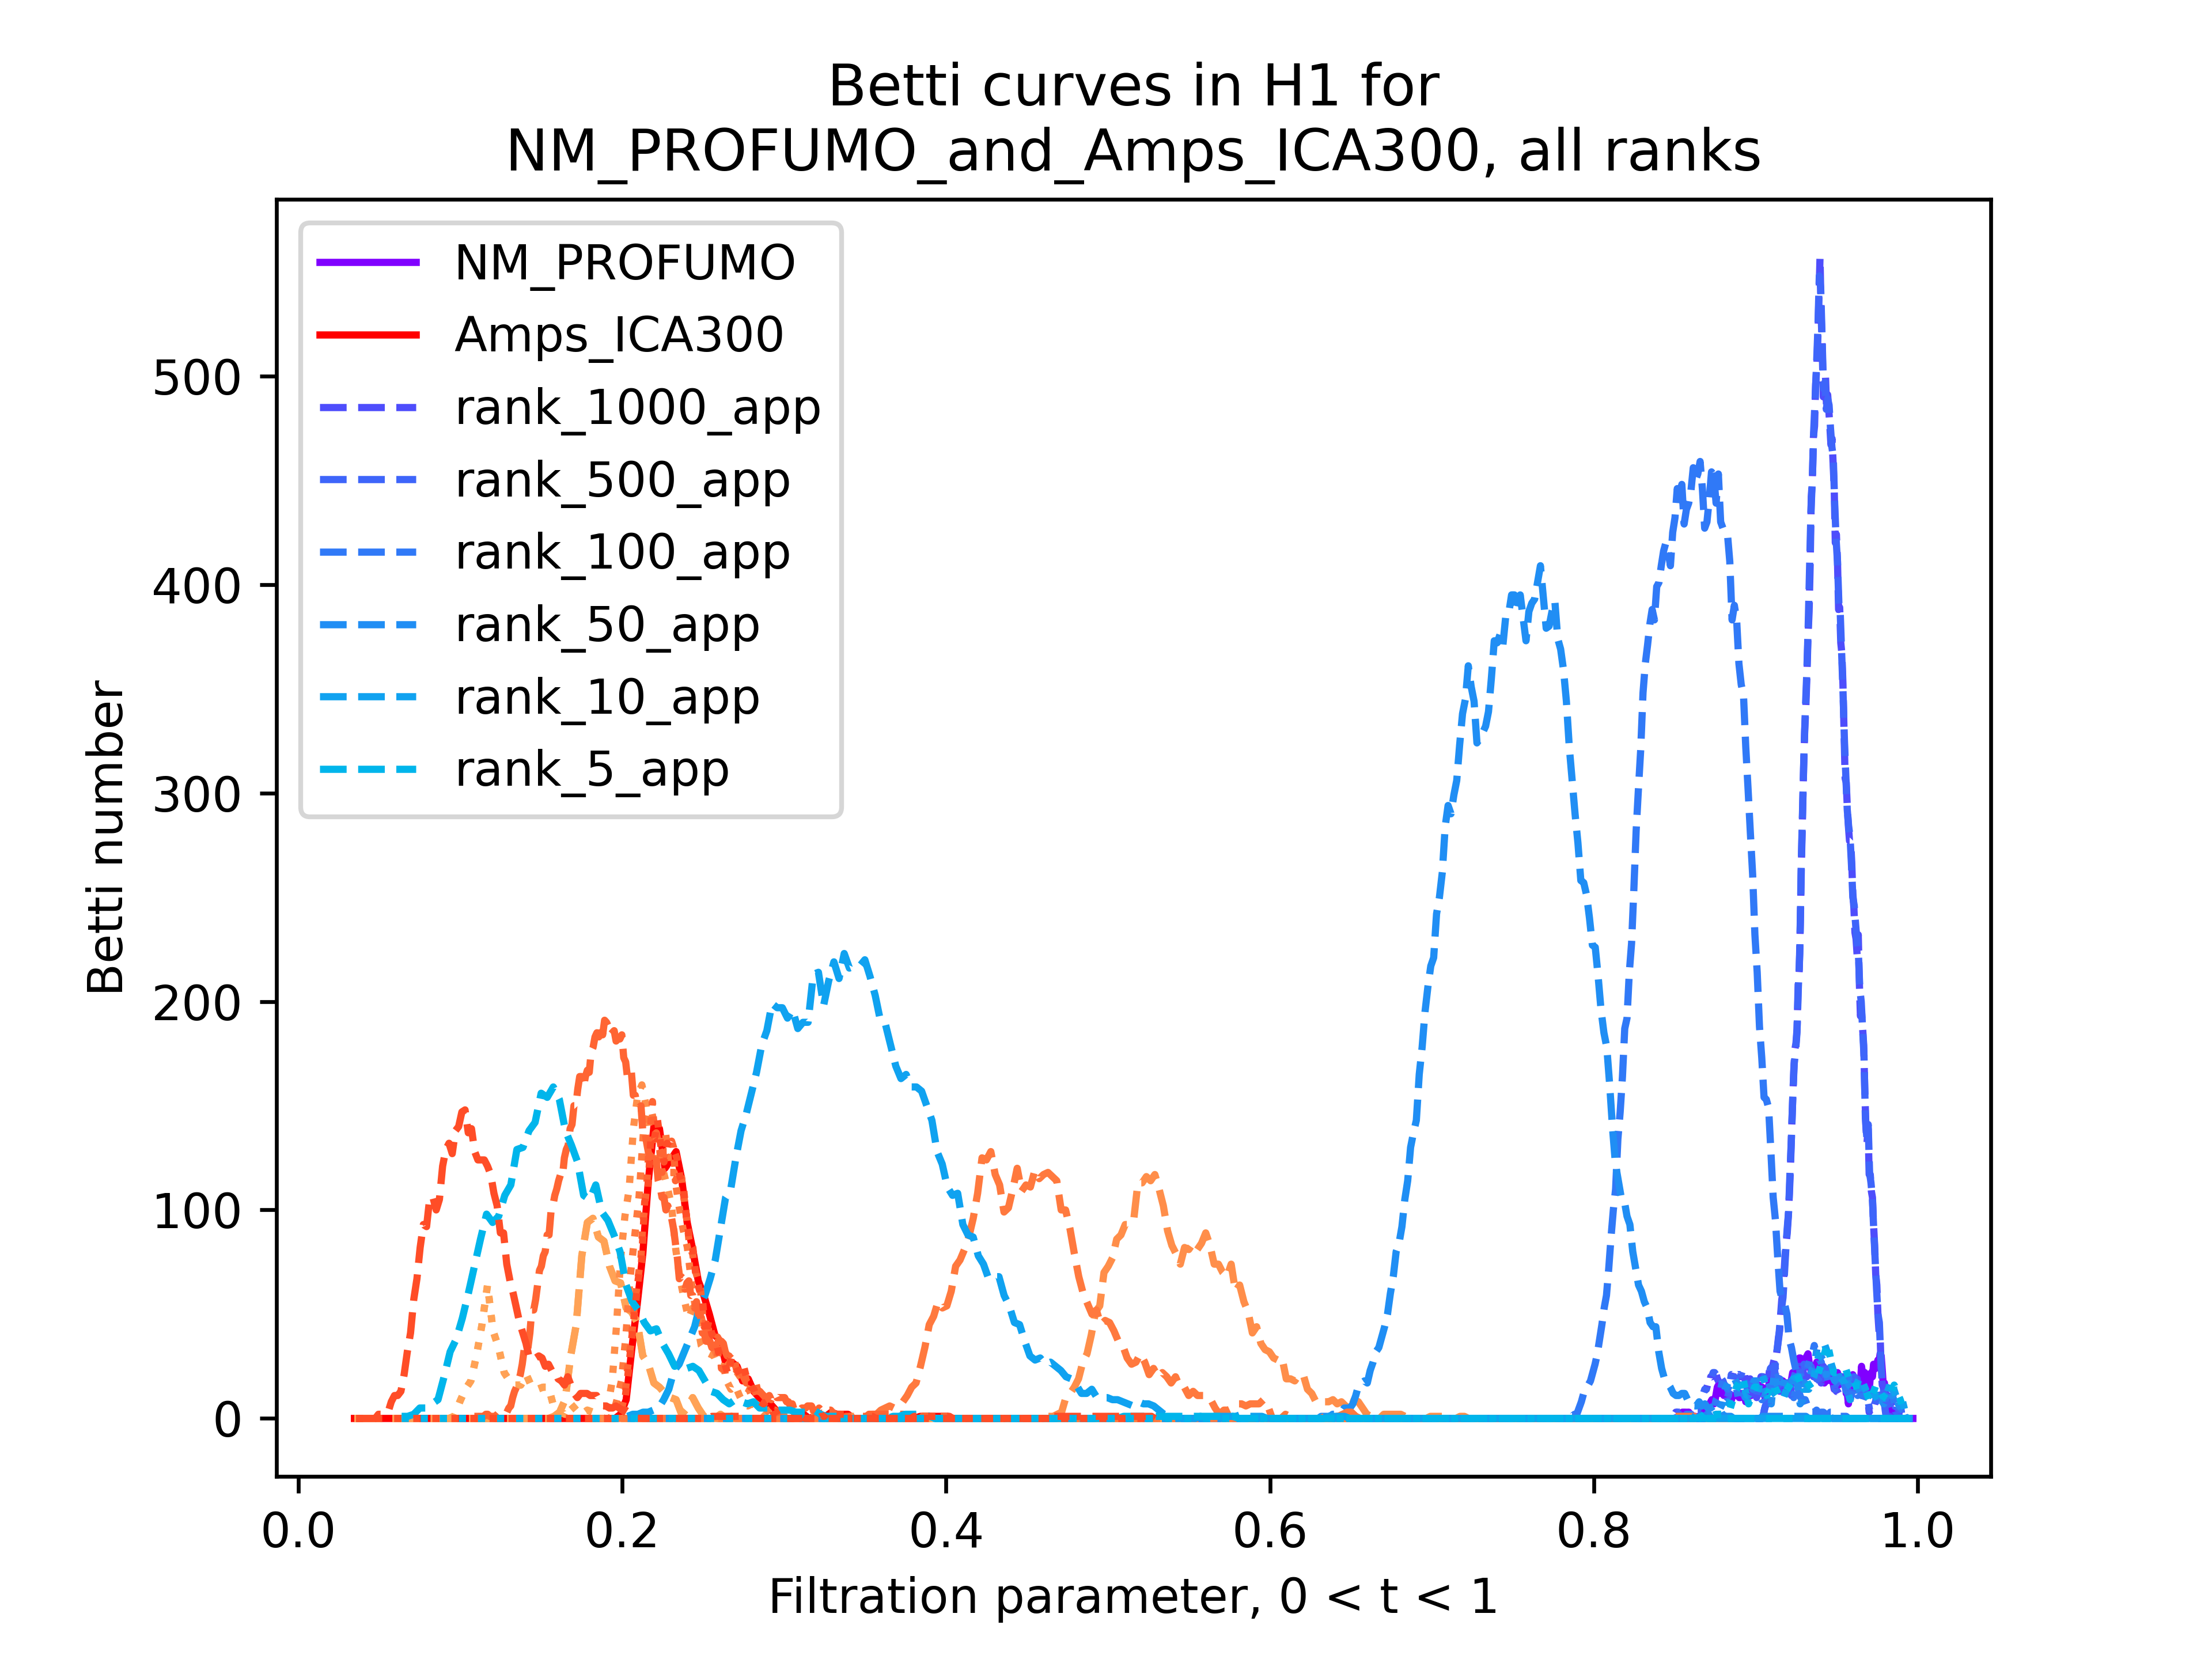 Betti curves in H1 for
NM_PROFUMO_and_Amps_ICA300, all ranks
NM_PROFUMO
Amps_ICA300
rank_1000_app
rank_500_app
rank_100_app
rank_50_app
rank_10_app
rank_5_app
Betti number
500
400
300
200
100
0
0.0 0.2 0.4 0.6 0.8 1.0
Filtration parameter, 0 < t < 1